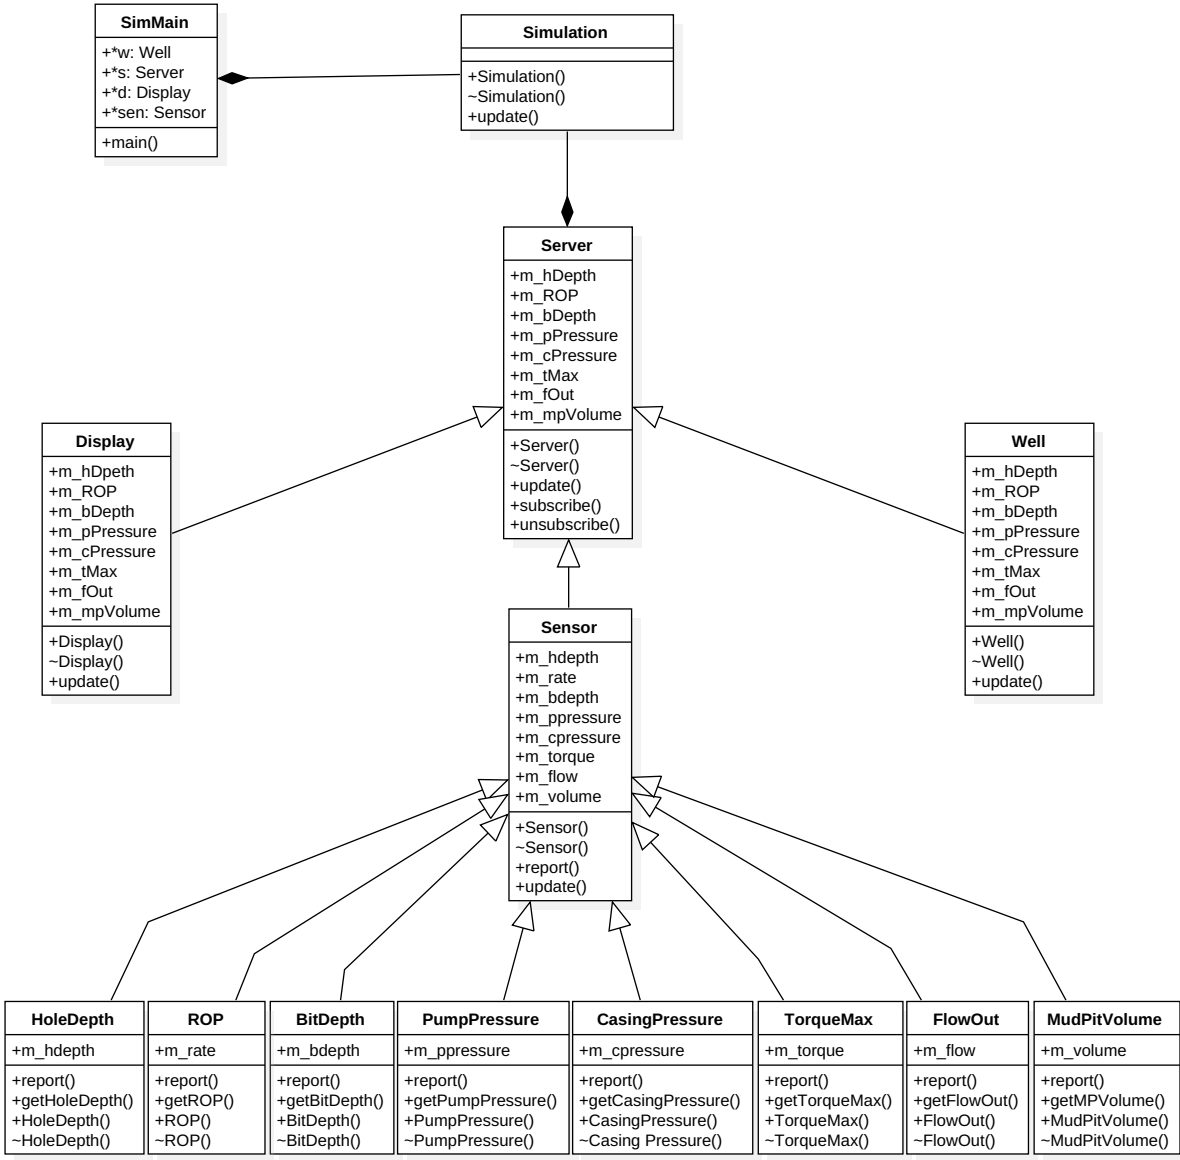 SimMain
+*w: Well
+*s: Server
+*d: Display
+*sen: Sensor
+main()
Simulation
+Simulation()
~Simulation()
+update()
Server
+m_hDepth
+m_ROP
+m_bDepth
+m_pPressure
+m_cPressure
+m_tMax
+m_fOut
+m_mpVolume
+Server()
~Server()
+update()
+subscribe()
+unsubscribe()
Display
+m_hDpeth
+m_ROP
+m_bDepth
+m_pPressure
+m_cPressure
+m_tMax
+m_fOut
+m_mpVolume
+Display()
~Display()
+update()
Well
+m_hDepth
+m_ROP
+m_bDepth
+m_pPressure
+m_cPressure
+m_tMax
+m_fOut
+m_mpVolume
+Well()
~Well()
+update()
Sensor
+m_hdepth
+m_rate
+m_bdepth
+m_ppressure
+m_cpressure
+m_torque
+m_flow
+m_volume
+Sensor()
~Sensor()
+report()
+update()
HoleDepth
+m_hdepth
+report()
+getHoleDepth()
+HoleDepth()
~HoleDepth()
ROP
+m_rate
+report()
+getROP()
+ROP()
~ROP()
BitDepth
+m_bdepth
+report()
+getBitDepth()
+BitDepth()
~BitDepth()
PumpPressure
+m_ppressure
+report()
+getPumpPressure()
+PumpPressure()
~PumpPressure()
CasingPressure
+m_cpressure
+report()
+getCasingPressure()
+CasingPressure()
~Casing Pressure()
TorqueMax
+m_torque
+report()
+getTorqueMax()
+TorqueMax()
~TorqueMax()
FlowOut
+m_flow
+report()
+getFlowOut()
+FlowOut()
~FlowOut()
MudPitVolume
+m_volume
+report()
+getMPVolume()
+MudPitVolume()
~MudPitVolume()